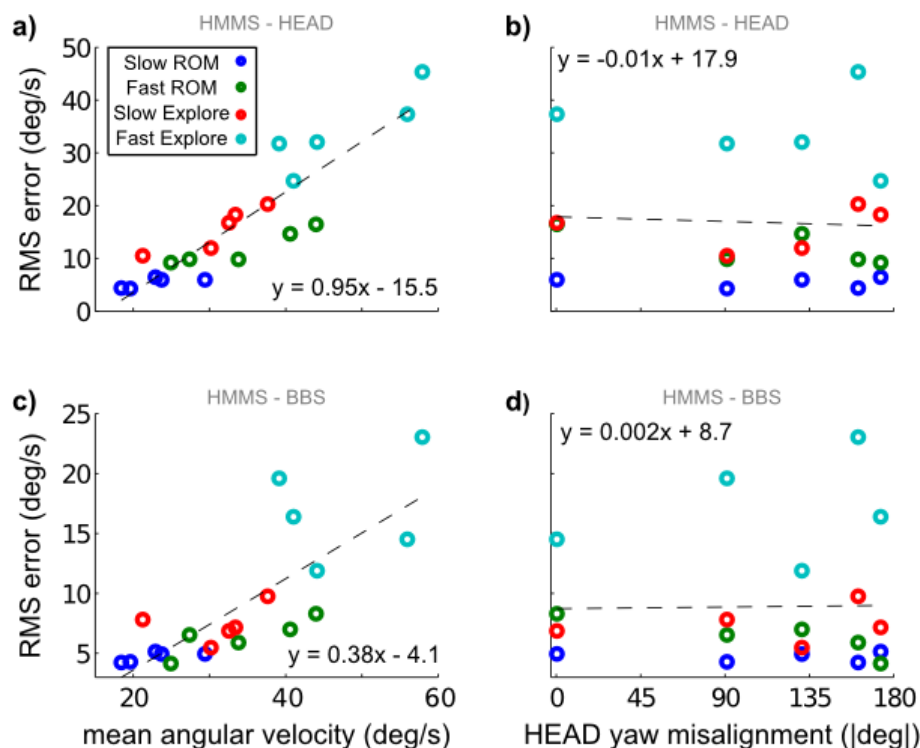 a)
HMMS - HEAD
RMS error (deg/s)
50
40
30
20
10
0
Slow ROM
Fast ROM
Slow Explore
Fast Explore
y = 0.95x - 15.5
b)
HMMS - HEAD
y = -0.01x + 17.9
c)
HMMS - BBS
RMS error (deg/s)
25
20
15
10
5
y = 0.38x - 4.1
20 40 60
mean angular velocity (deg/s)
d)
HMMS - BBS
y = 0.002x + 8.7
0 45 90 135 180
HEAD yaw misalignment (|deg|)